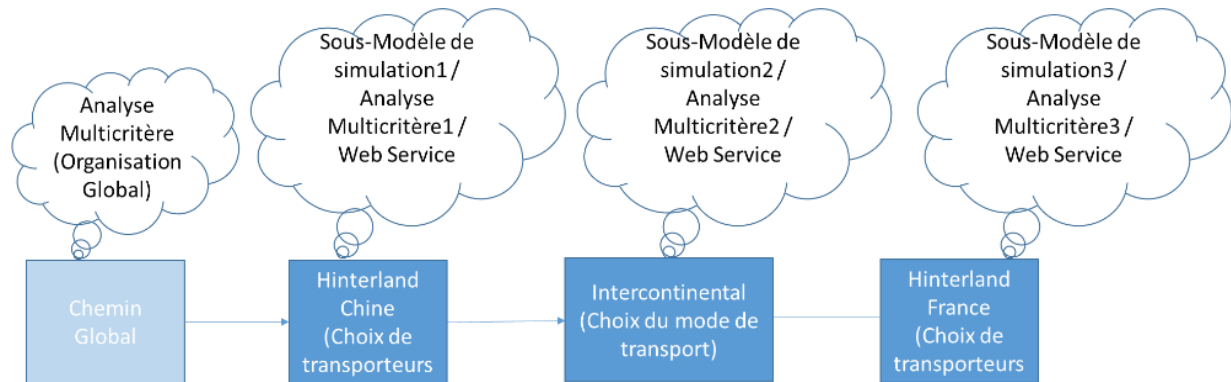 Analyse
Multicritère
(Organisation
Global)
Sous-Modèle de
simulation1 /
Analyse
Multicritère1 /
Web Service
Sous-Modèle de
simulation2 /
Analyse
Multicritère2 /
Web Service
Sous-Modèle de
simulation3 /
Analyse
Multicritère3 /
Web Service
Chemin
Global
Hinterland
Chine
(Choix de
transporteurs
Intercontinental
(Choix du mode de
transport)
Hinterland
France
(Choix de
transporteurs